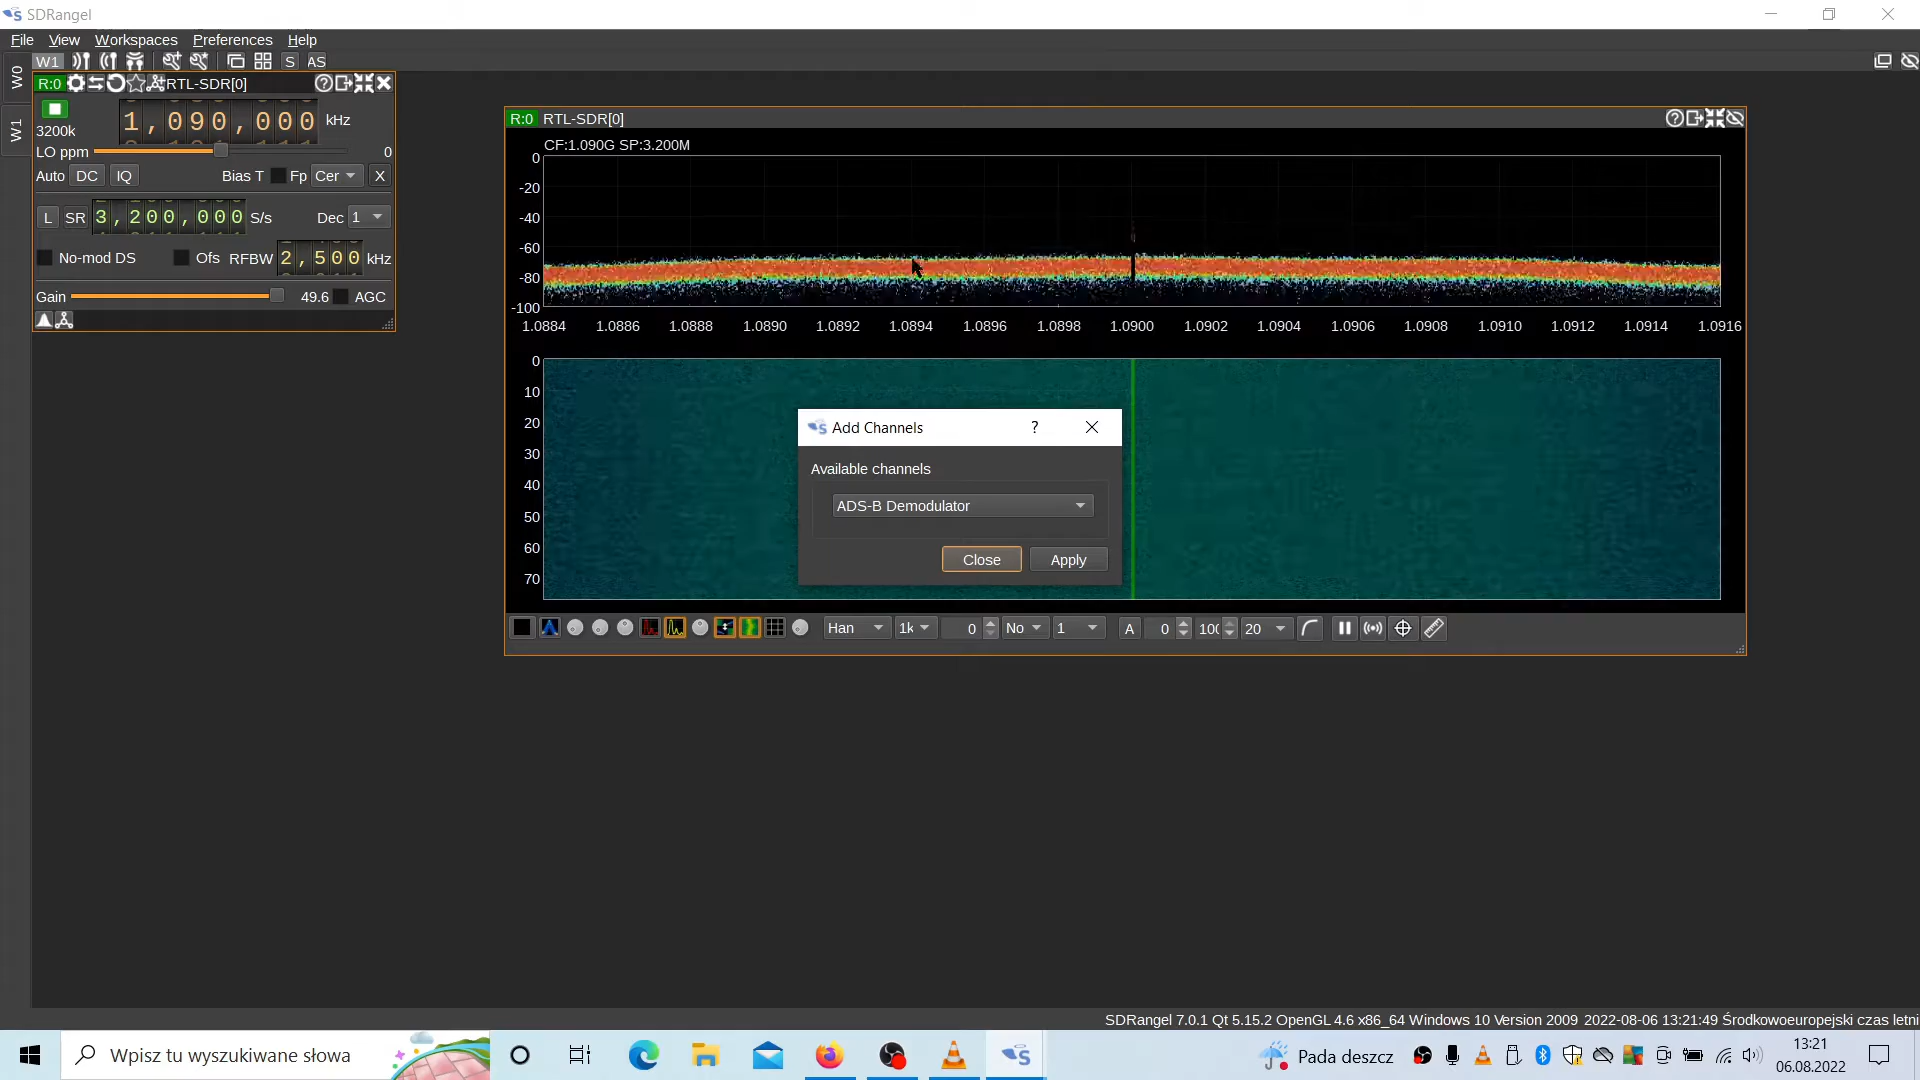 SDRangel
File View Workspaces Preferences Help
W1 S AS
W0
W1
R:0 RTL-SDR[0]
1,090,000 kHz
3200k
LO ppm 0
Auto DC IQ Bias T Fp Cer X
L SR 3,200,000 S/s Dec 1
No-mod DS Ofs RFBW 2,500 kHz
Gain 49.6 AGC
R:0 RTL-SDR[0]
CF:1.090G SP:3.200M
0
-20
-40
-60
-80
-100
1.0884 1.0886 1.0888 1.0890 1.0892 1.0894 1.0896 1.0898 1.0900 1.0902 1.0904 1.0906 1.0908 1.0910 1.0912 1.0914 1.0916
0
10
20
30
40
50
60
70
Add Channels ?
Available channels
ADS-B Demodulator
Close Apply
Han 1k 0 No 1 A 0 100 20
SDRangel 7.0.1 Qt 5.15.2 OpenGL 4.6 x86_64 Windows 10 Version 2009 2022-08-06 13:21:49 Środkowoeuropejski czas letni
Wpisz tu wyszukiwane słowa
Pada deszcz
13:21
06.08.2022